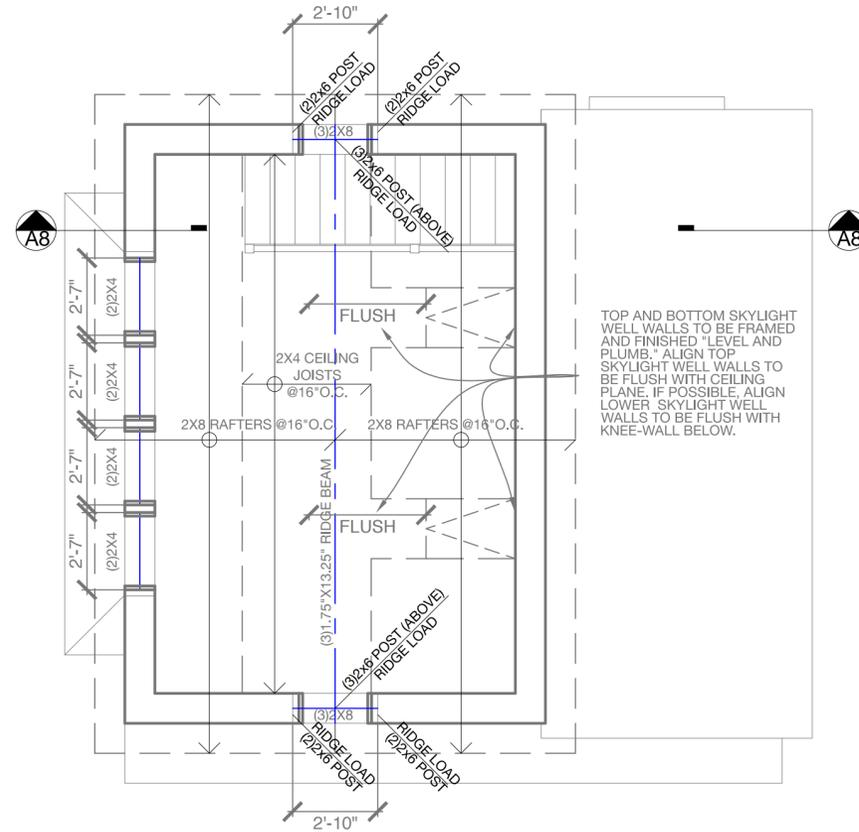 2'-10"
(2)2x6 POST
RIDGE LOAD
(2)2x6 POST
RIDGE LOAD
(3)2X8
(3)2x6 POST (ABOVE)
RIDGE LOAD
A8
A8
2'-7"
(2)2X4
FLUSH
TOP AND BOTTOM SKYLIGHT
WELL WALLS TO BE FRAMED
AND FINISHED "LEVEL AND
PLUMB." ALIGN TOP
SKYLIGHT WELL WALLS TO
BE FLUSH WITH CEILING
PLANE. IF POSSIBLE, ALIGN
LOWER SKYLIGHT WELL
WALLS TO BE FLUSH WITH
KNEE-WALL BELOW.
2'-7"
(2)2X4
2X4 CEILING
JOISTS
@16"O.C.
2X8 RAFTERS @16"O.C.
2X8 RAFTERS @16"O.C.
2'-7"
(2)2X4
(3)1.75"X13.25" RIDGE BEAM
FLUSH
2'-7"
(2)2X4
(3)2x6 POST (ABOVE)
RIDGE LOAD
(3)2X8
RIDGE LOAD
(2)2x6 POST
RIDGE LOAD
(2)2x6 POST
2'-10"